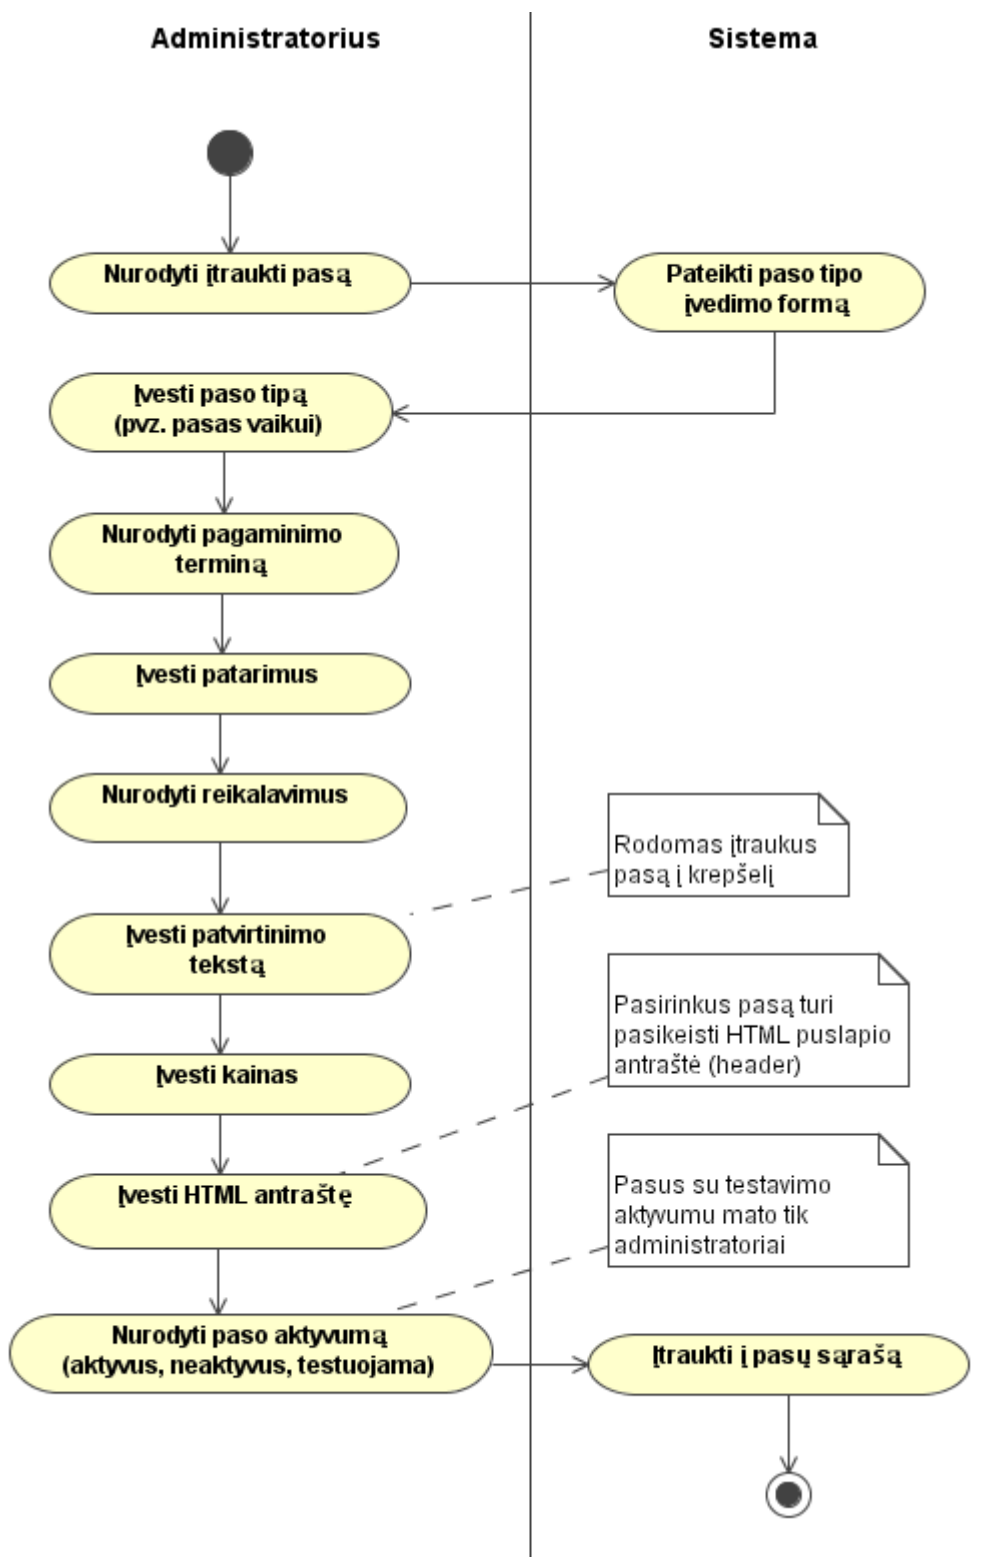 Administratorius
Sistema
Nurodyti įtraukti pasą
Pateikti paso tipo
įvedimo formą
Įvesti paso tipą
(pvz. pasas vaikui)
Nurodyti pagaminimo
terminą
Įvesti patarimus
Nurodyti reikalavimus
Rodomas įtraukus
pasą į krepšelį
Įvesti patvirtinimo
tekstą
Pasirinkus pasą turi
pasikeisti HTML puslapio
antraštė (header)
Įvesti kainas
Įvesti HTML antraštę
Pasus su testavimo
aktyvumu mato tik
administratoriai
Nurodyti paso aktyvumą
(aktyvus, neaktyvus, testuojama)
Įtraukti į pasų sąrašą